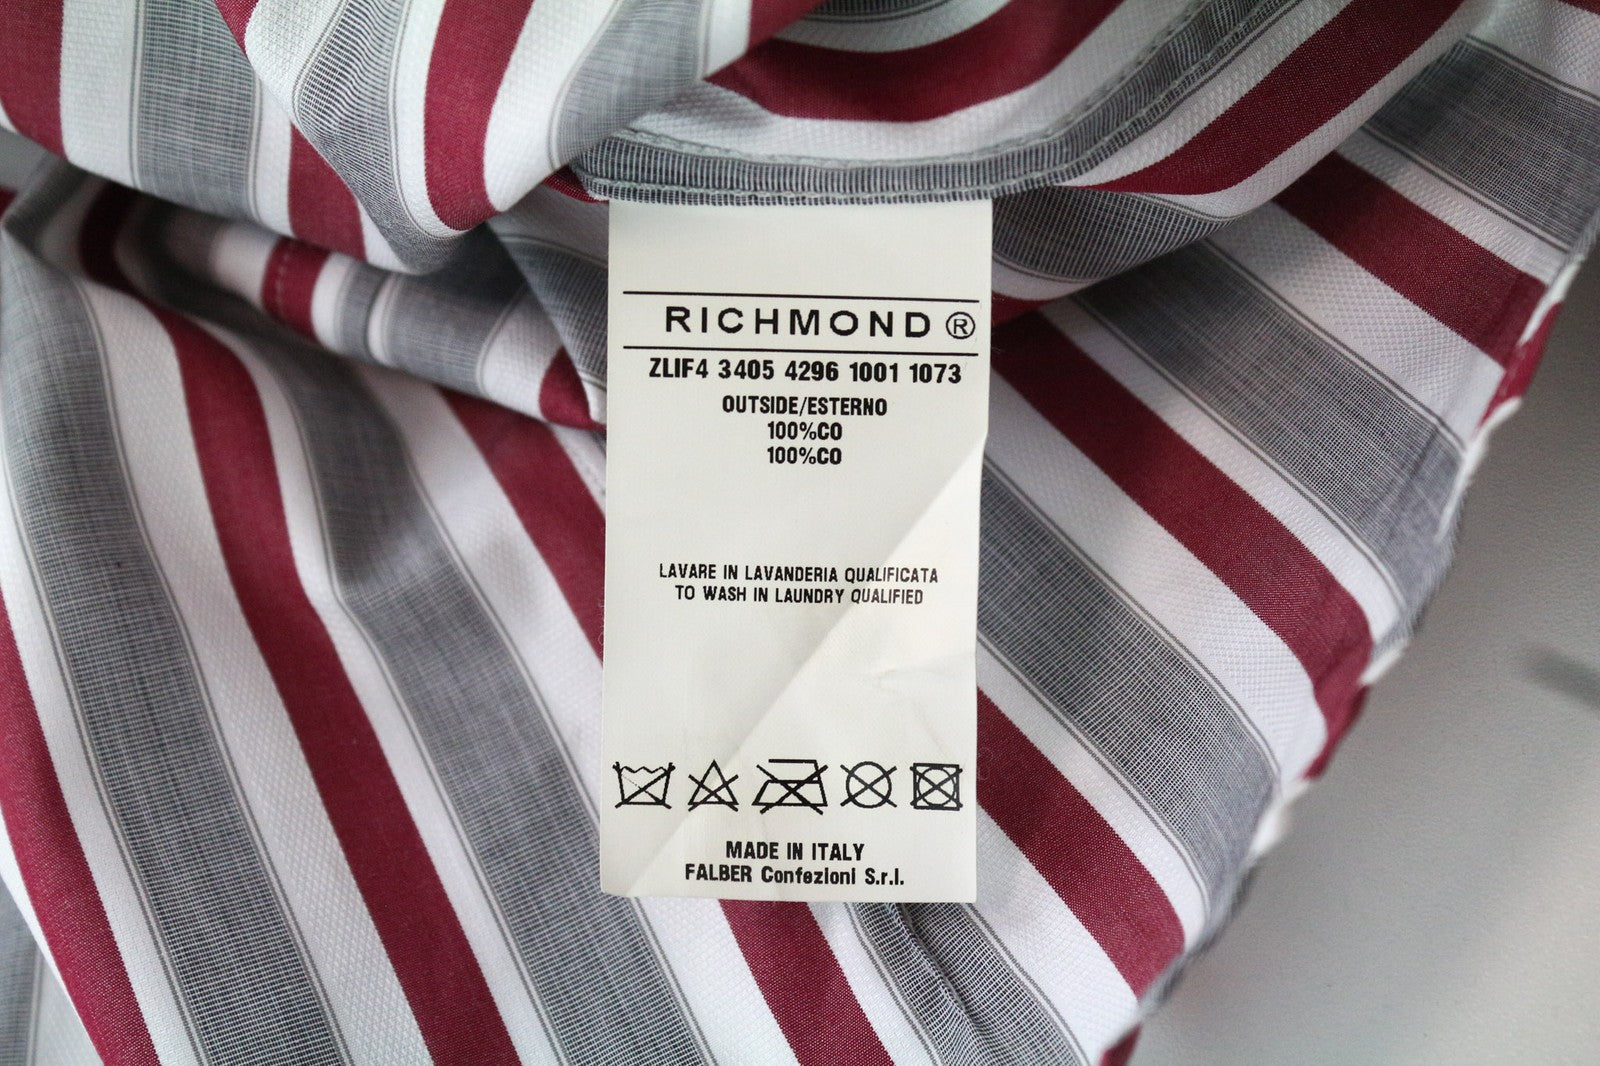 RICHMOND ®
ZLIF4 3405 4296 1001 1073
OUTSIDE/ESTERNO
100%CO
100%CO
LAVARE IN LAVANDERIA QUALIFICATA
TO WASH IN LAUNDRY QUALIFIED
MADE IN ITALY
FALBER Confezioni S.r.l.